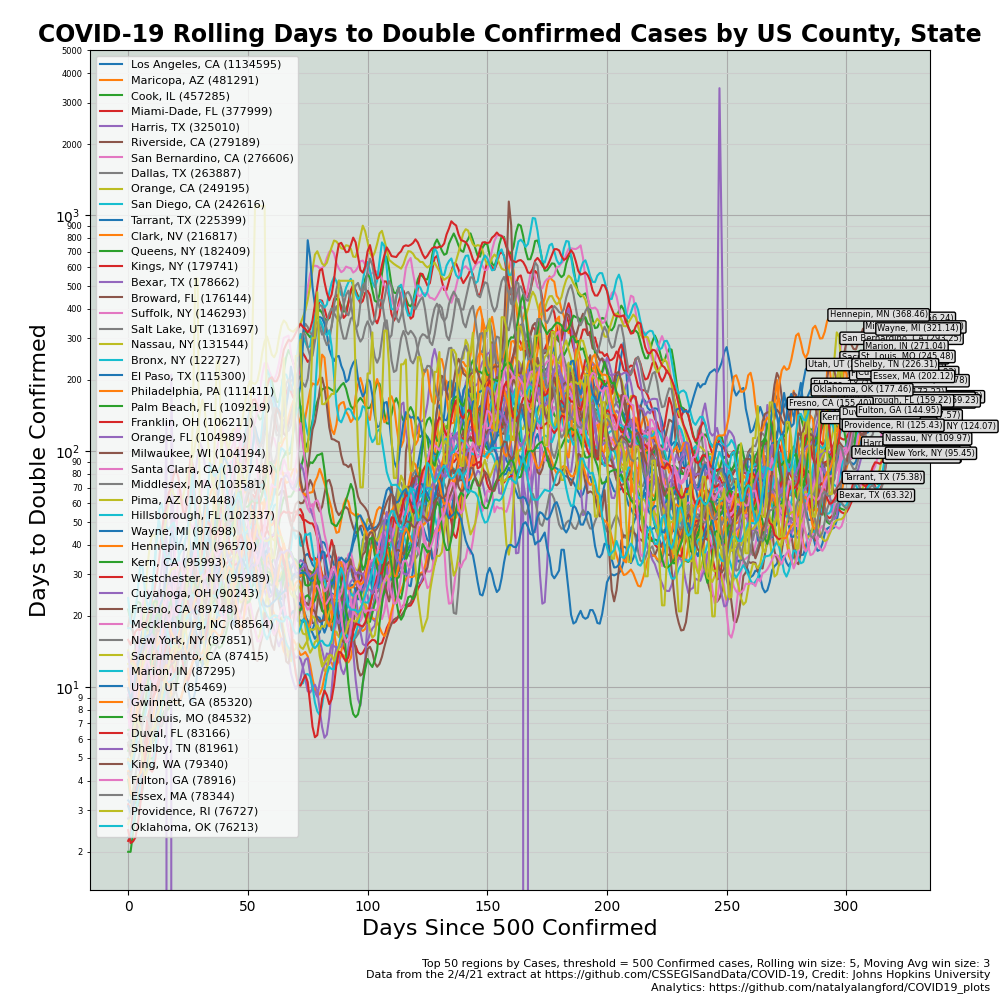 COVID-19 Rolling Days to Double Confirmed Cases by US County, State
Days to Double Confirmed
5000
4000
3000
2000
10³
900
800
700
600
500
400
300
200
10²
90
80
70
60
50
40
30
20
10¹
9
8
7
6
5
4
3
2
Los Angeles, CA (1134595)
Maricopa, AZ (481291)
Cook, IL (457285)
Miami-Dade, FL (377999)
Harris, TX (325010)
Riverside, CA (279189)
San Bernardino, CA (276606)
Dallas, TX (263887)
Orange, CA (249195)
San Diego, CA (242616)
Tarrant, TX (225399)
Clark, NV (216817)
Queens, NY (182409)
Kings, NY (179741)
Bexar, TX (178662)
Broward, FL (176144)
Suffolk, NY (146293)
Salt Lake, UT (131697)
Nassau, NY (131544)
Bronx, NY (122727)
El Paso, TX (115300)
Philadelphia, PA (111411)
Palm Beach, FL (109219)
Franklin, OH (106211)
Orange, FL (104989)
Milwaukee, WI (104194)
Santa Clara, CA (103748)
Middlesex, MA (103581)
Pima, AZ (103448)
Hillsborough, FL (102337)
Wayne, MI (97698)
Hennepin, MN (96570)
Kern, CA (95993)
Westchester, NY (95989)
Cuyahoga, OH (90243)
Fresno, CA (89748)
Mecklenburg, NC (88564)
New York, NY (87851)
Sacramento, CA (87415)
Marion, IN (87295)
Utah, UT (85469)
Gwinnett, GA (85320)
St. Louis, MO (84532)
Duval, FL (83166)
Shelby, TN (81961)
King, WA (79340)
Fulton, GA (78916)
Essex, MA (78344)
Providence, RI (76727)
Oklahoma, OK (76213)
Hennepin, MN (368.46)
Wayne, MI (321.14)
Marion, IN (271.04)
St. Louis, MO (245.48)
Shelby, TN (226.31)
Essex, MA (202.12)
Oklahoma, OK (177.46)
Fulton, GA (144.95)
Providence, RI (125.43)
NY (124.07)
Nassau, NY (109.97)
New York, NY (95.45)
Tarrant, TX (75.38)
Bexar, TX (63.32)
0 50 100 150 200 250 300
Days Since 500 Confirmed
Top 50 regions by Cases, threshold = 500 Confirmed cases, Rolling win size: 5, Moving Avg win size: 3
Data from the 2/4/21 extract at https://github.com/CSSEGISandData/COVID-19, Credit: Johns Hopkins University
Analytics: https://github.com/natalyalangford/COVID19_plots